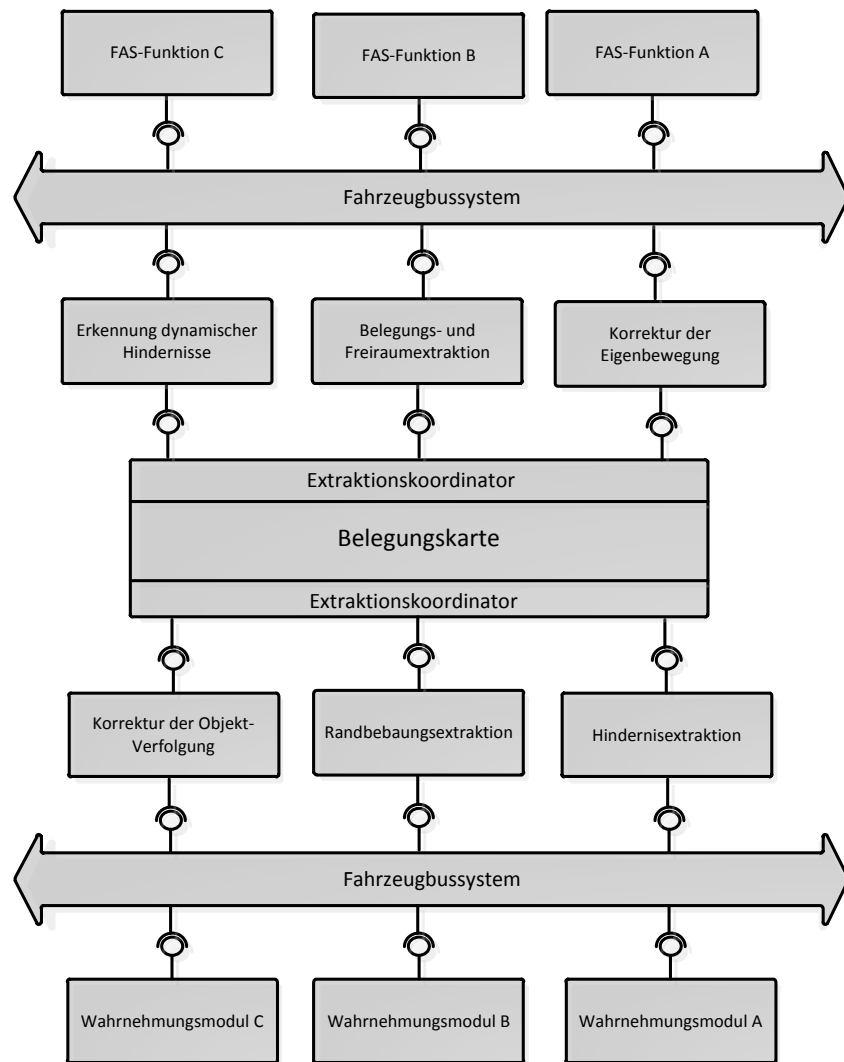 FAS-Funktion C
FAS-Funktion B
FAS-Funktion A
Fahrzeugbussystem
Erkennung dynamischer
Hindernisse
Belegungs- und
Freiraumextraktion
Korrektur der
Eigenbewegung
Extraktionskoordinator
Belegungskarte
Extraktionskoordinator
Korrektur der Objekt-
Verfolgung
Randbebaungsextraktion
Hindernisextraktion
Fahrzeugbussystem
Wahrnehmungsmodul C
Wahrnehmungsmodul B
Wahrnehmungsmodul A